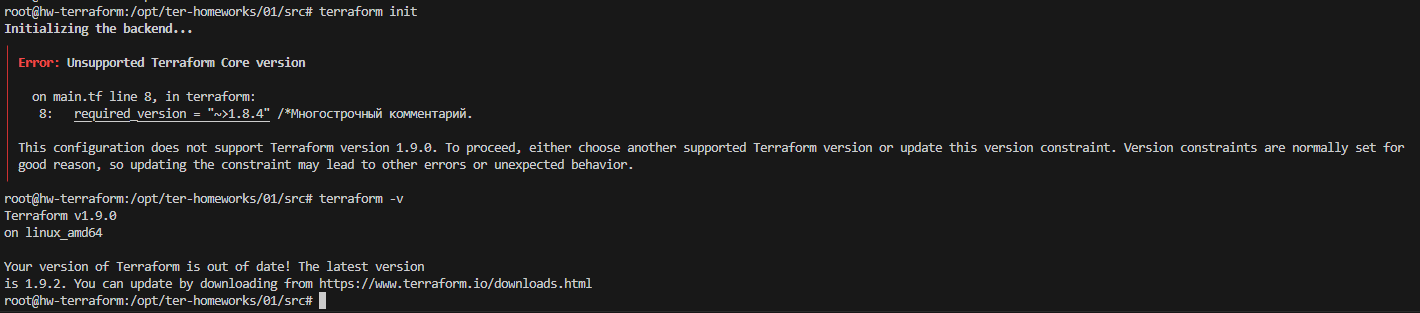 root@hw-terraform:/opt/ter-homeworks/01/src# terraform init
Initializing the backend...
Error: Unsupported Terraform Core version
on main.tf line 8, in terraform:
8:   required_version = "~>1.8.4" /*Многострочный комментарий.
This configuration does not support Terraform version 1.9.0. To proceed, either choose another supported Terraform version or update this version constraint. Version constraints are normally set for
good reason, so updating the constraint may lead to other errors or unexpected behavior.
root@hw-terraform:/opt/ter-homeworks/01/src# terraform -v
Terraform v1.9.0
on linux_amd64
Your version of Terraform is out of date! The latest version
is 1.9.2. You can update by downloading from https://www.terraform.io/downloads.html
root@hw-terraform:/opt/ter-homeworks/01/src#